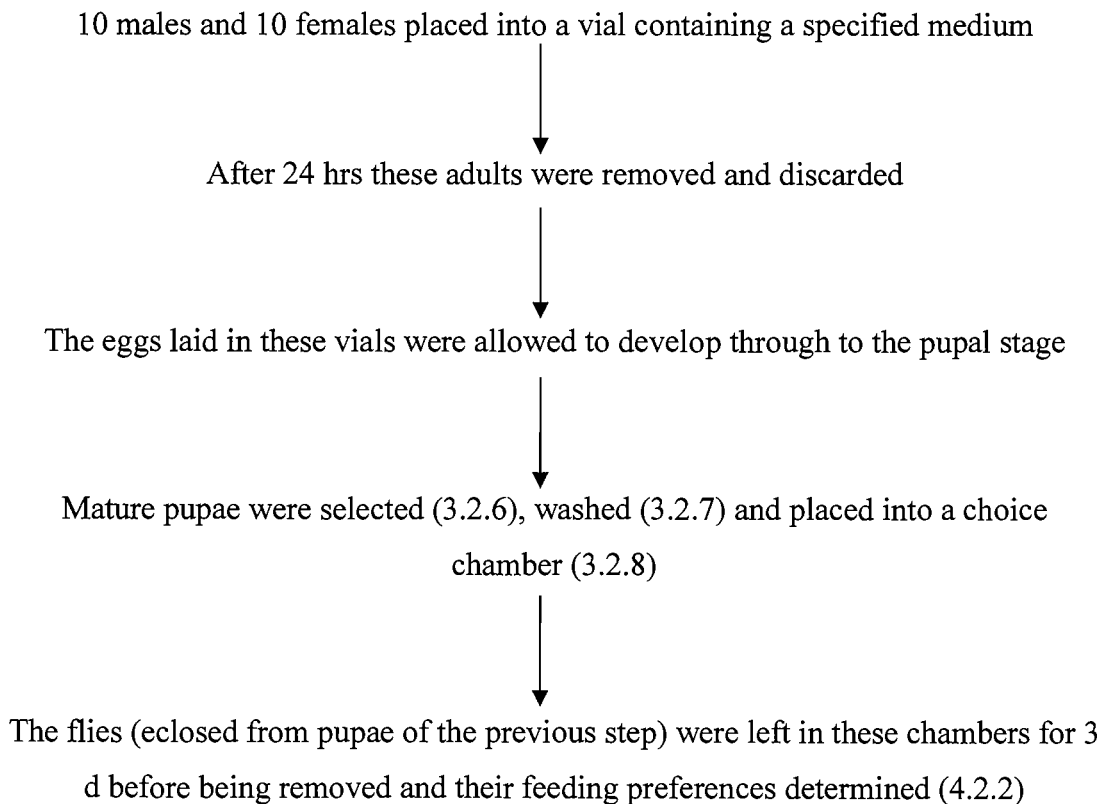 10 males and 10 females placed into a vial containing a specified medium
After 24 hrs these adults were removed and discarded
The eggs laid in these vials were allowed to develop through to the pupal stage
Mature pupae were selected (3.2.6), washed (3.2.7) and placed into a choice
chamber (3.2.8)
The flies (eclosed from pupae of the previous step) were left in these chambers for 3
d before being removed and their feeding preferences determined (4.2.2)